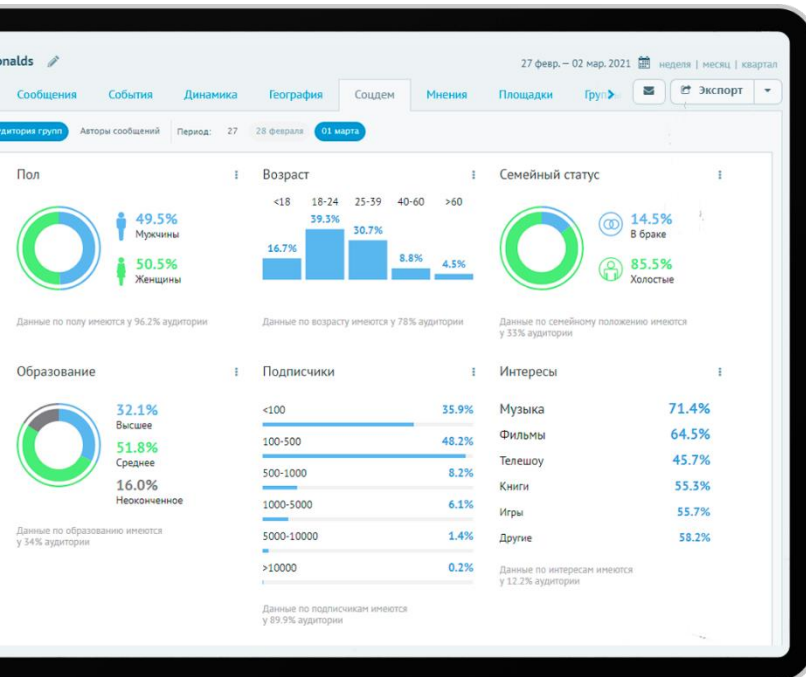 onalds
27 февр. – 02 мар. 2021 неделя | месяц | квартал
Сообщения События Динамика География Соцдем Мнения Площадки Груп Экспорт
удитория групп Авторы сообщений Период: 27 28 февраля 01 марта
Пол
49.5%
Мужчины
50.5%
Женщины
Данные по полу имеются у 96.2% аудитории
Возраст
<18 18-24 25-39 40-60 >60
16.7% 39.3% 30.7% 8.8% 4.5%
Данные по возрасту имеются у 78% аудитории
Семейный статус
14.5%
В браке
85.5%
Холостые
Данные по семейному положению имеются
у 33% аудитории
Образование
32.1%
Высшее
51.8%
Среднее
16.0%
Неоконченное
Данные по образованию имеются
у 34% аудитории
Подписчики
<100 35.9%
100-500 48.2%
500-1000 8.2%
1000-5000 6.1%
5000-10000 1.4%
>10000 0.2%
Данные по подписчикам имеются
у 89.9% аудитории
Интересы
Музыка 71.4%
Фильмы 64.5%
Телешоу 45.7%
Книги 55.3%
Игры 55.7%
Другие 58.2%
Данные по интересам имеются
у 12.2% аудитории